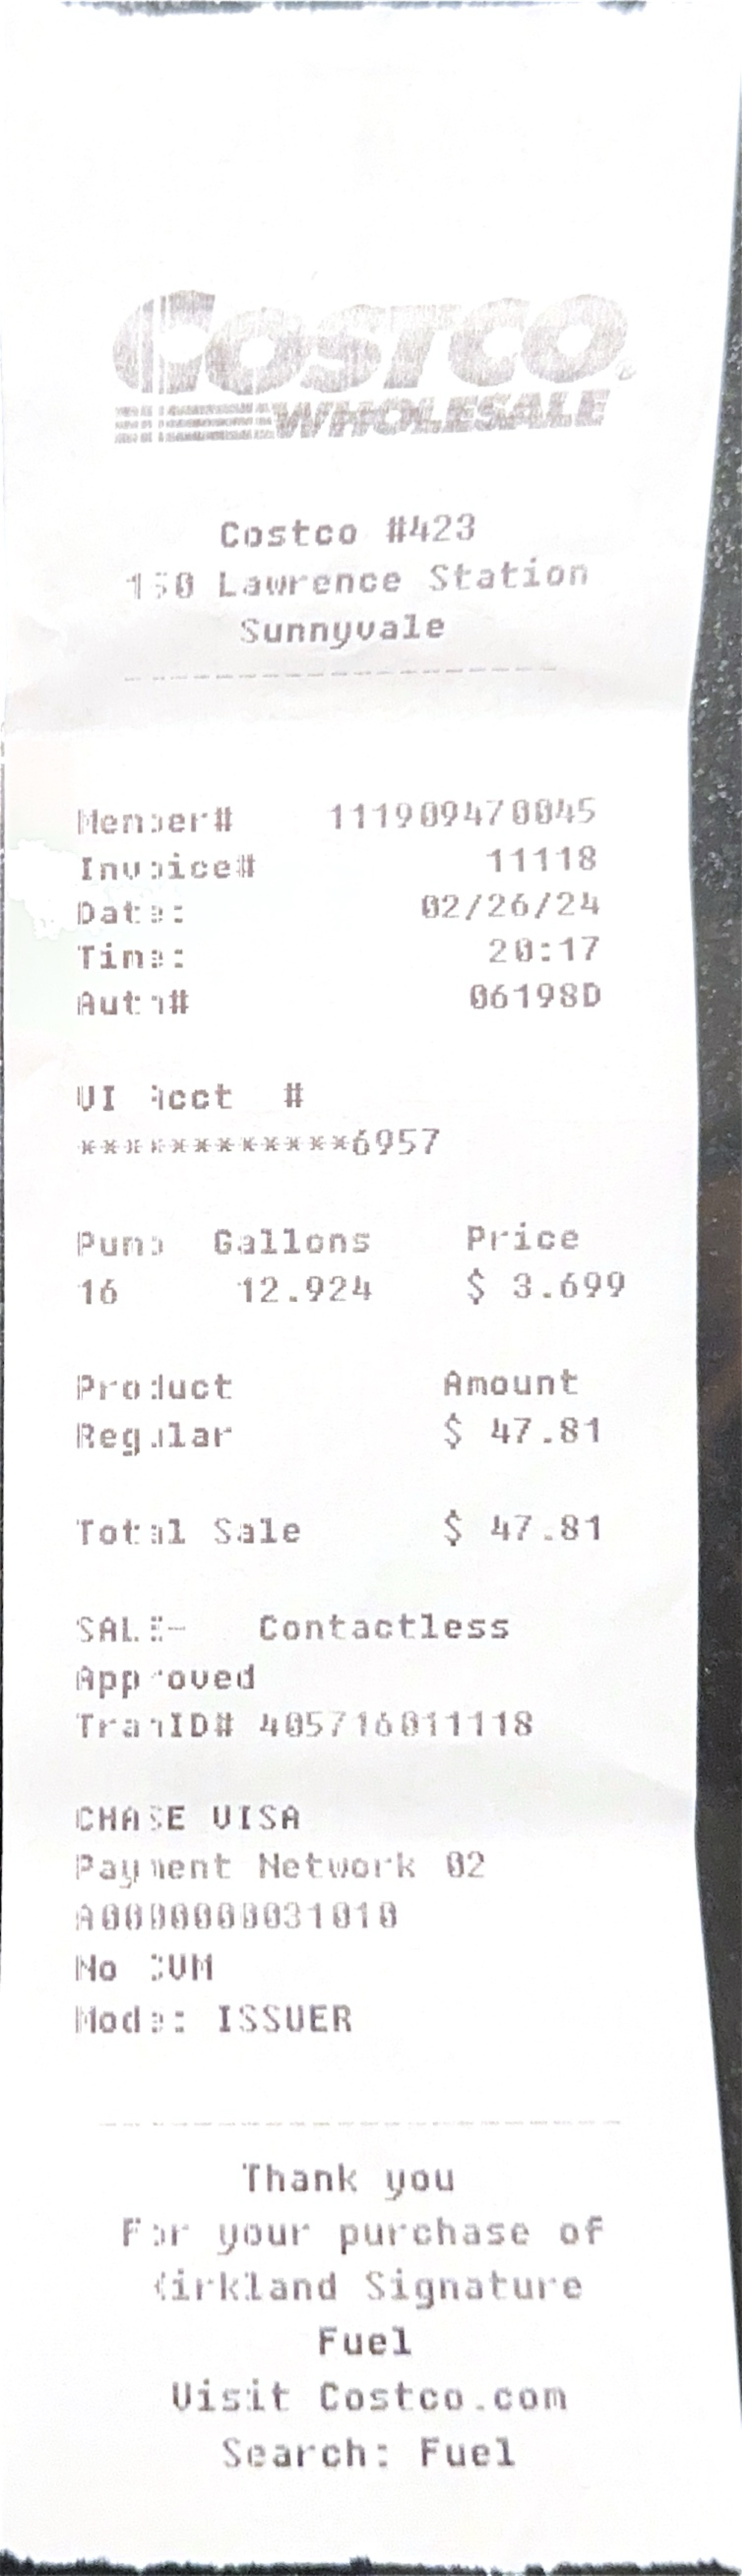 COSTCO
WHOLESALE
Costco #423
150 Lawrence Station
Sunnyvale
Member# 111909470045
Invoice# 11118
Date: 02/26/24
Time: 20:17
Auth# 06198D
VI Acct #
************6957
Pump Gallons Price
16 12.924 $ 3.699
Product Amount
Regular $ 47.81
Total Sale $ 47.81
SALE- Contactless
Approved
TranID# 405716011118
CHASE VISA
Payment Network 02
A0000000031010
No CVM
Mode: ISSUER
Thank you
For your purchase of
Kirkland Signature
Fuel
Visit Costco.com
Search: Fuel